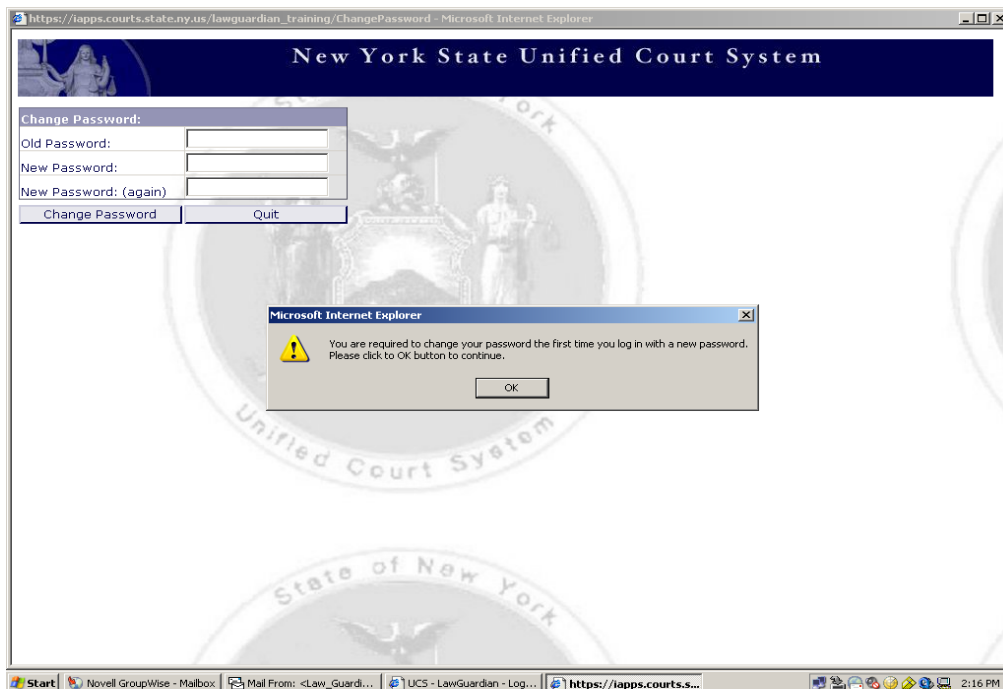 https://iapps.courts.state.ny.us/lawguardian_training/ChangePassword - Microsoft Internet Explorer
New York State Unified Court System
Change Password:
Old Password:
New Password:
New Password: (again)
Change Password Quit
Microsoft Internet Explorer
You are required to change your password the first time you log in with a new password.
Please click to OK button to continue.
OK
Unified Court System
State of New York
Start Novell GroupWise - Mailbox Mail From: <Law_Guardi... UCS - LawGuardian - Log... https://iapps.courts.s... 2:16 PM